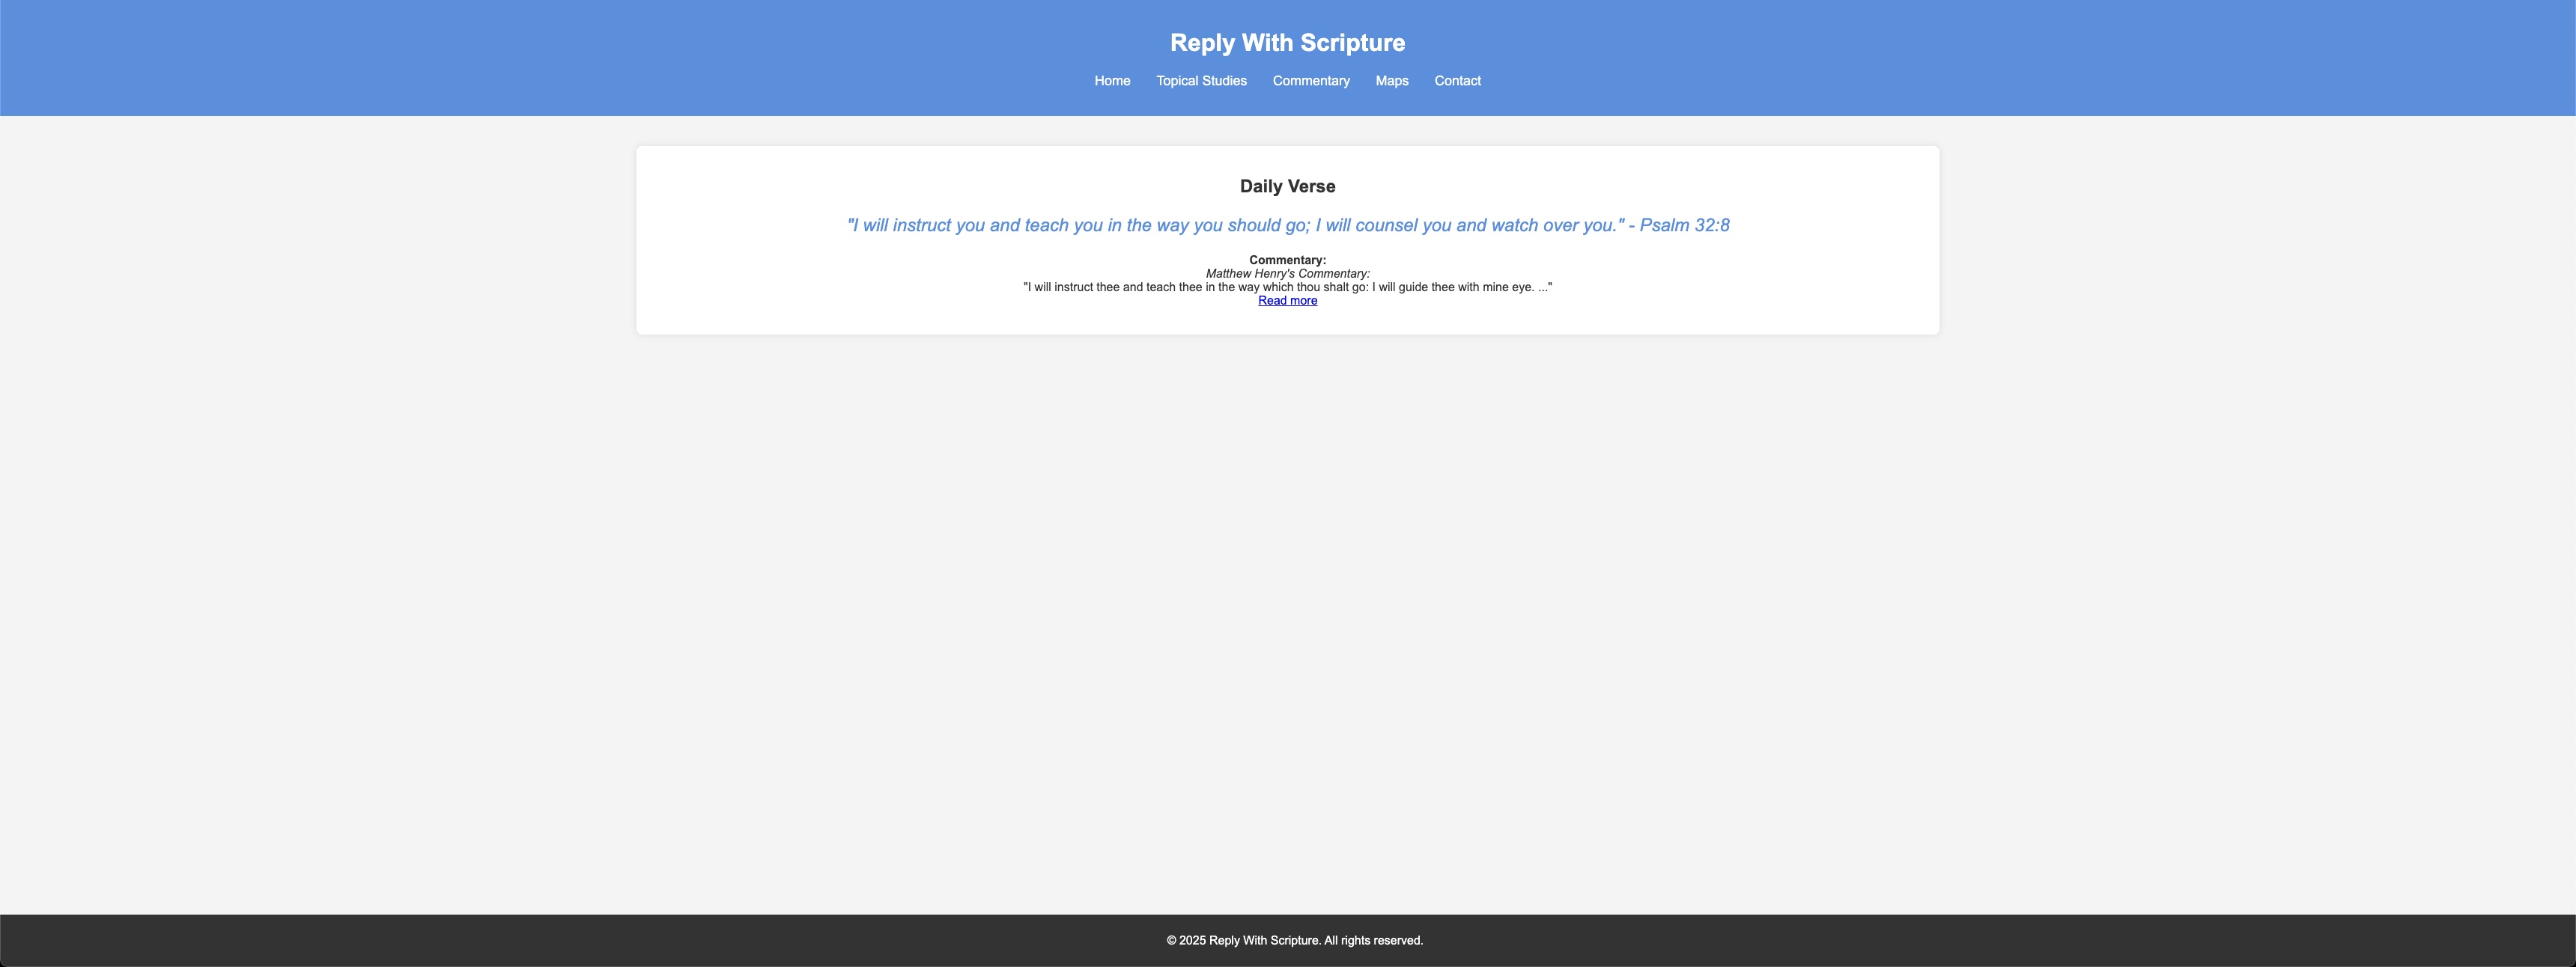 Reply With Scripture
Home Topical Studies Commentary Maps Contact
Daily Verse
"I will instruct you and teach you in the way you should go; I will counsel you and watch over you." - Psalm 32:8
Commentary:
Matthew Henry's Commentary:
"I will instruct thee and teach thee in the way which thou shalt go: I will guide thee with mine eye. ..."
Read more
© 2025 Reply With Scripture. All rights reserved.